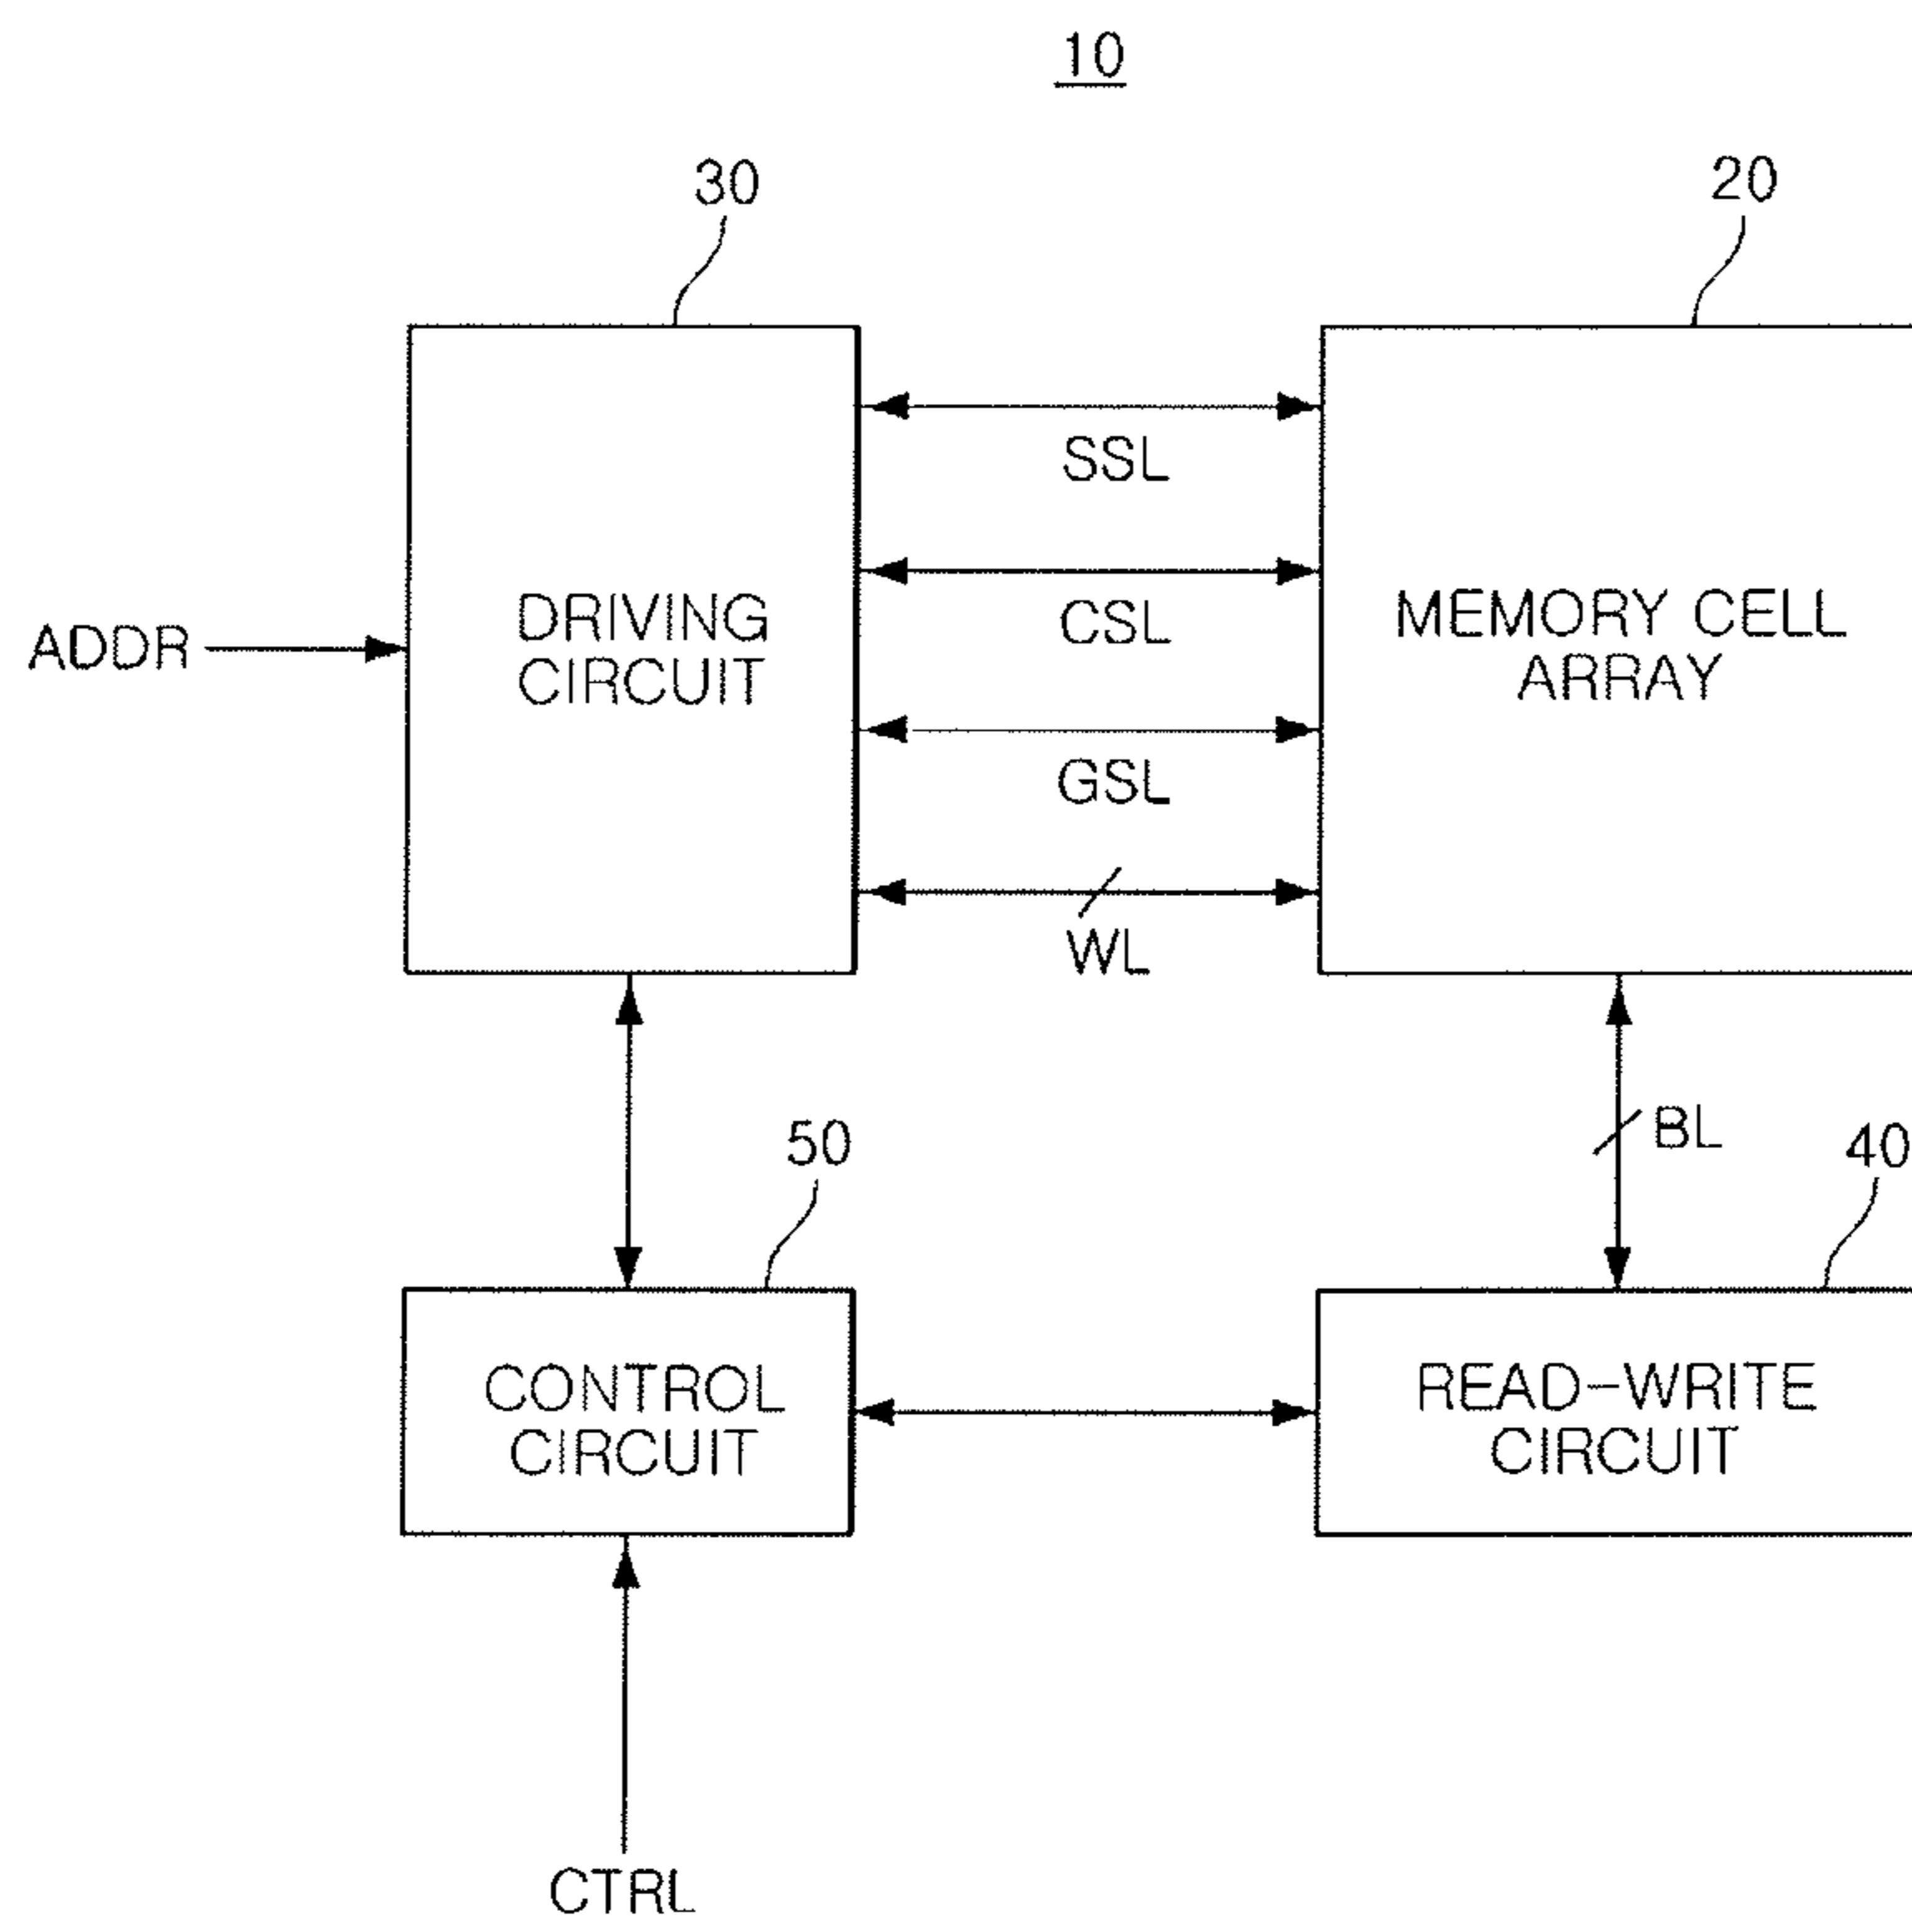 10
30
20
SSL
CSL
GSL
WL
ADDR
DRIVING
CIRCUIT
MEMORY CELL
ARRAY
BL
50
40
CONTROL
CIRCUIT
READ-WRITE
CIRCUIT
CTRL